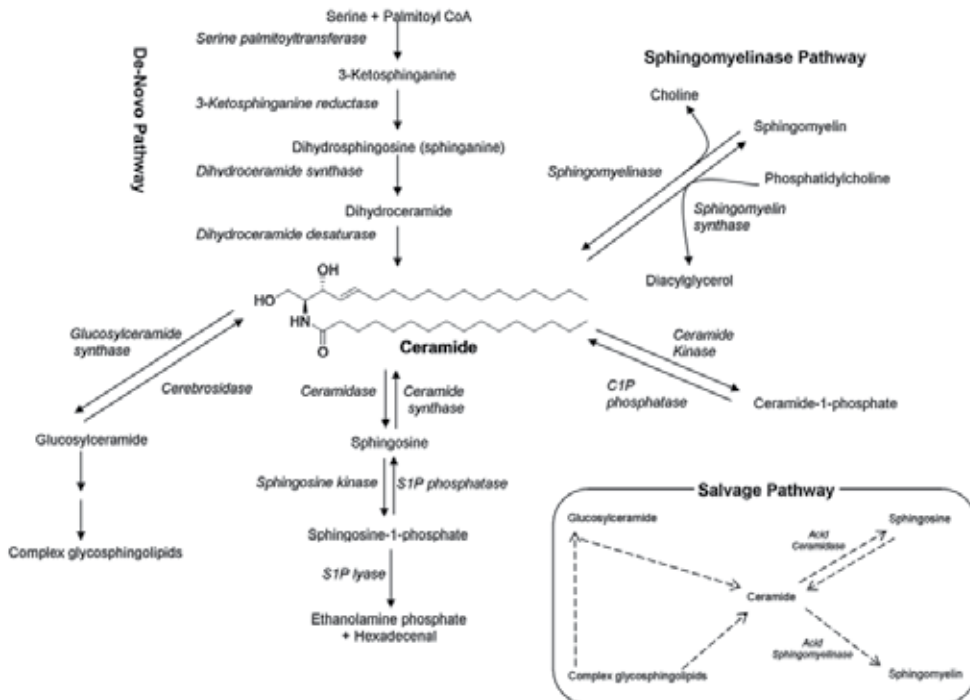 Serine + Palmitoyl CoA
Serine palmitoyltransferase
De-Novo Pathway
3-Ketosphinganine
3-Ketosphinganine reductase
Dihydrosphingosine (sphinganine)
Dihydroceramide synthase
Dihydroceramide
Dihydroceramide desaturase
Sphingomyelinase Pathway
Choline
Sphingomyelin
Sphingomyelinase
Phosphatidylcholine
Sphingomyelin
synthase
Diacylglycerol
OH
HO
HN
O
Ceramide
Glucosylceramide
synthase
Cerebrosidase
Glucosylceramide
Complex glycosphingolipids
Ceramidase
Ceramide
synthase
Sphingosine
Sphingosine kinase
S1P phosphatase
Sphingosine-1-phosphate
S1P lyase
Ethanolamine phosphate
+ Hexadecenal
Ceramide
Kinase
C1P
phosphatase
Ceramide-1-phosphate
Salvage Pathway
Glucosylceramide
Sphingosine
Acid
Ceramidase
Ceramide
Acid
Sphingomyelinase
Complex glycosphingolipids
Sphingomyelin